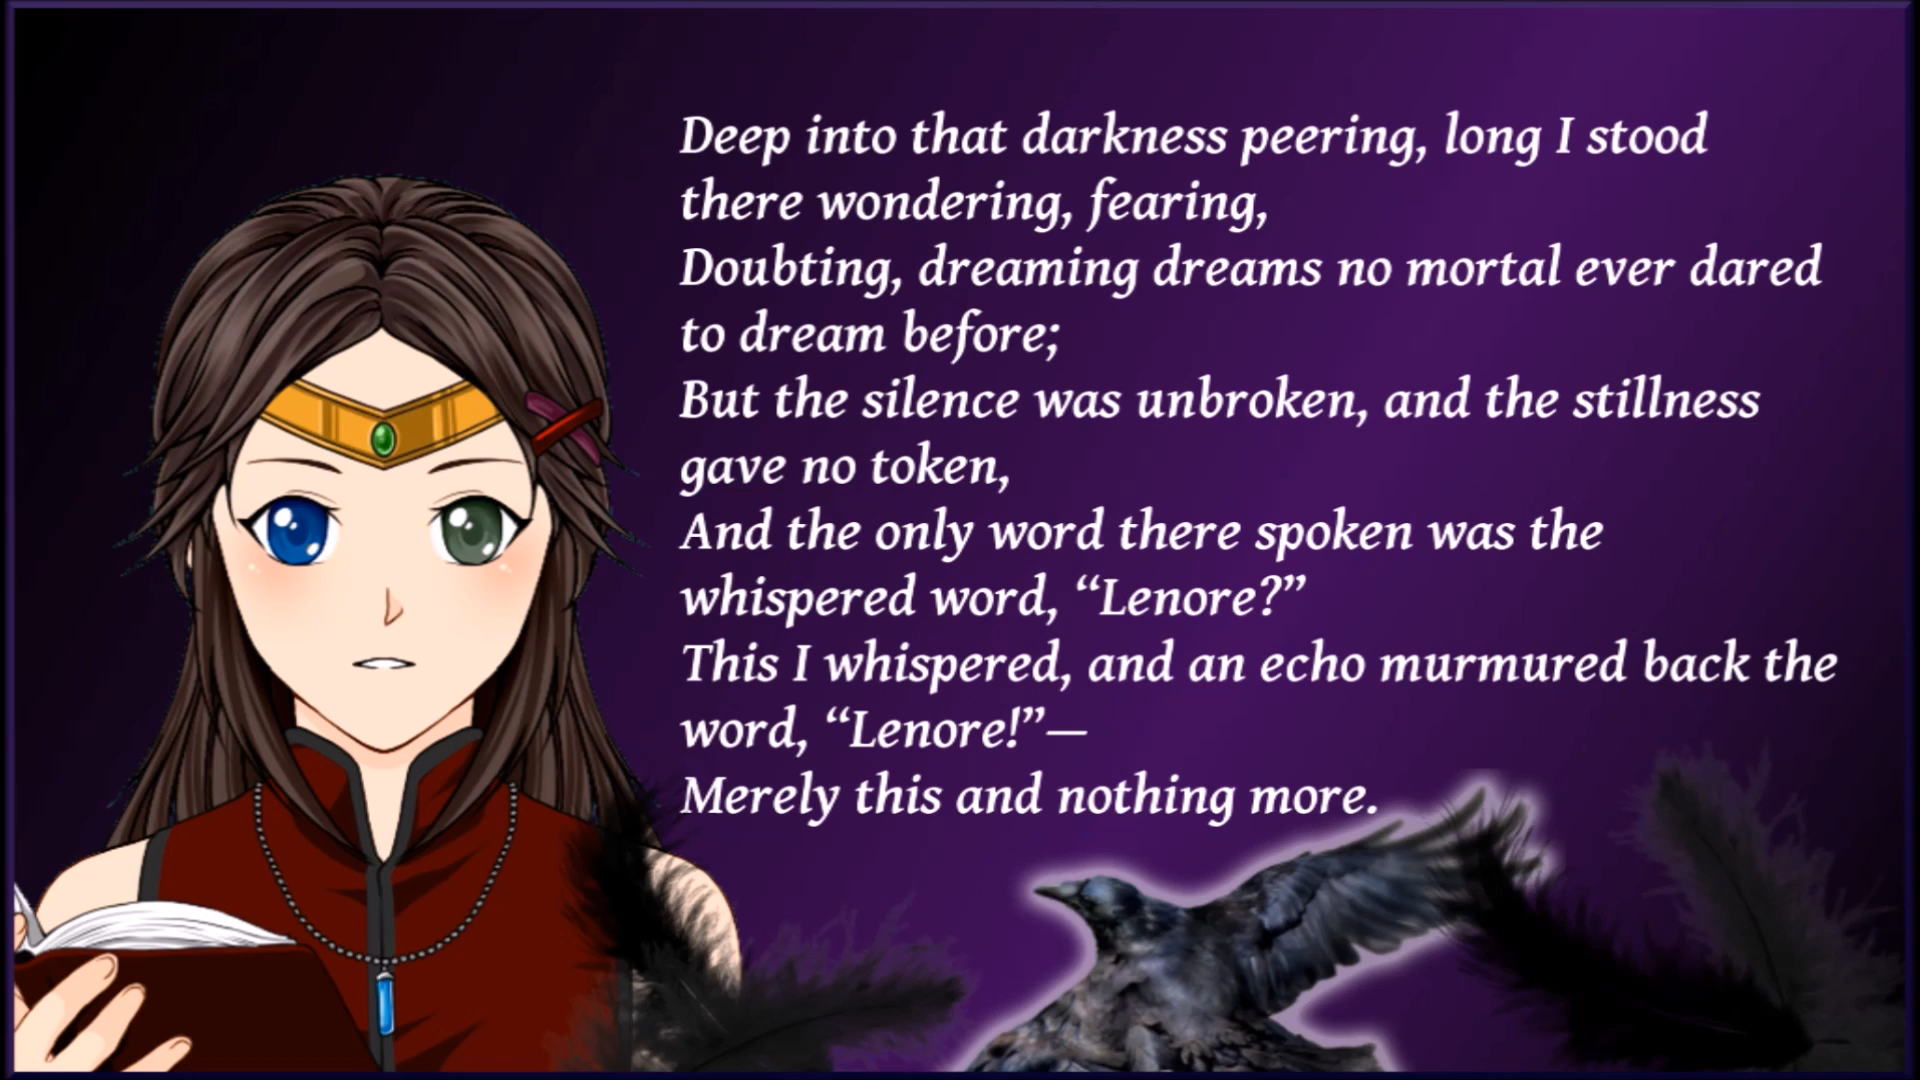 Deep into that darkness peering, long I stood
there wondering, fearing,
Doubting, dreaming dreams no mortal ever dared
to dream before;
But the silence was unbroken, and the stillness
gave no token,
And the only word there spoken was the
whispered word, “Lenore?”
This I whispered, and an echo murmured back the
word, “Lenore!”—
Merely this and nothing more.